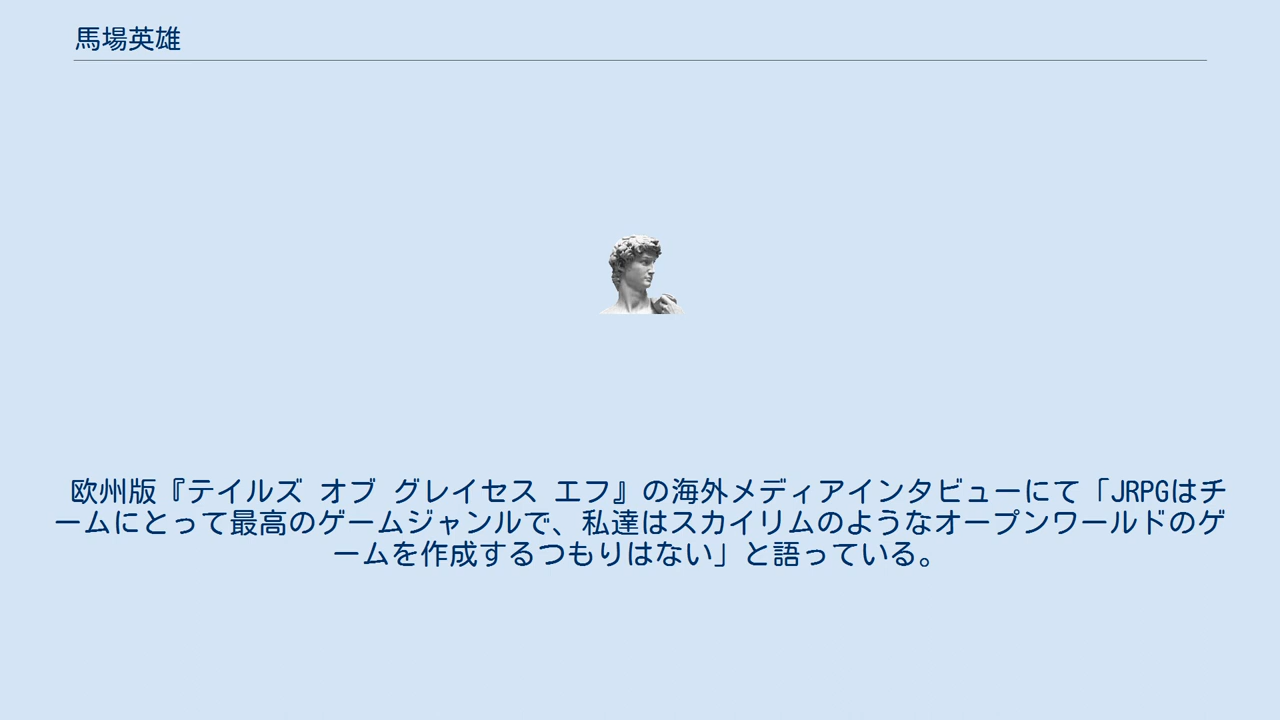 馬場英雄
欧州版『テイルズ オブ グレイセス エフ』の海外メディアインタビューにて「JRPGはチ
ームにとって最高のゲームジャンルで、私達はスカイリムのようなオープンワールドのゲ
ームを作成するつもりはない」と語っている。